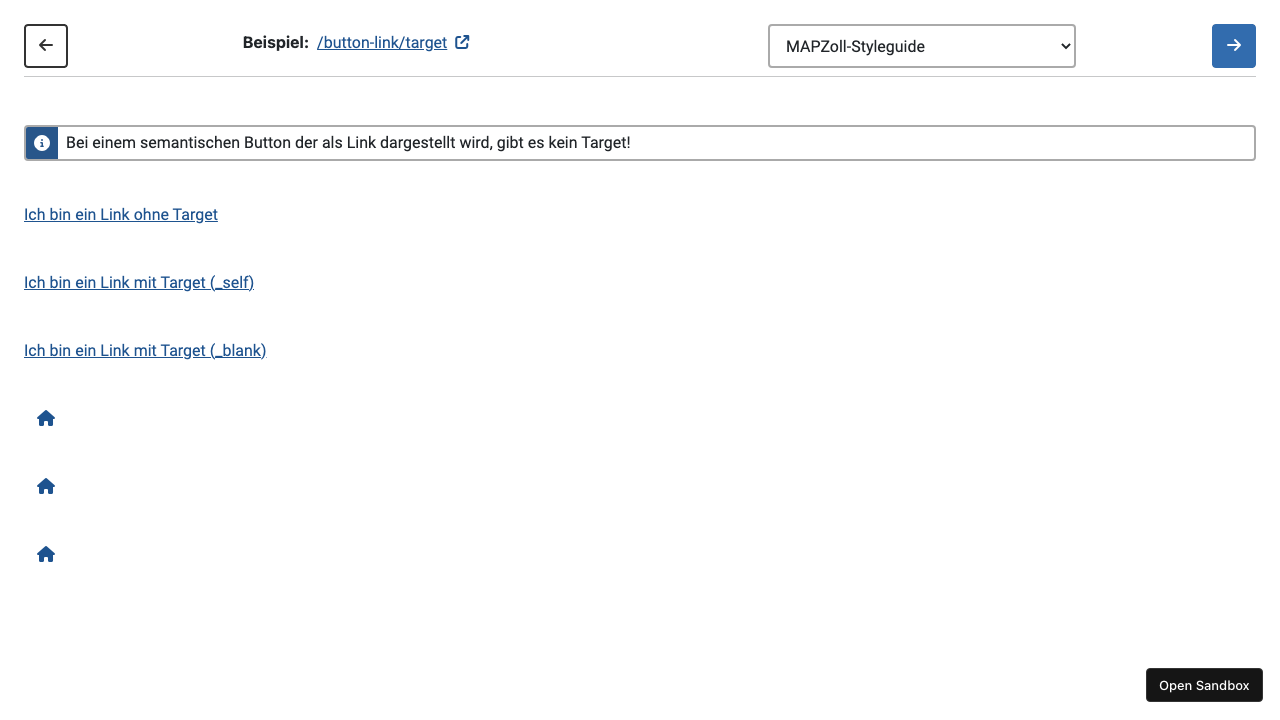 Beispiel: /button-link/target
MAPZoll-Styleguide
Bei einem semantischen Button der als Link dargestellt wird, gibt es kein Target!
Ich bin ein Link ohne Target
Ich bin ein Link mit Target (_self)
Ich bin ein Link mit Target (_blank)
Open Sandbox